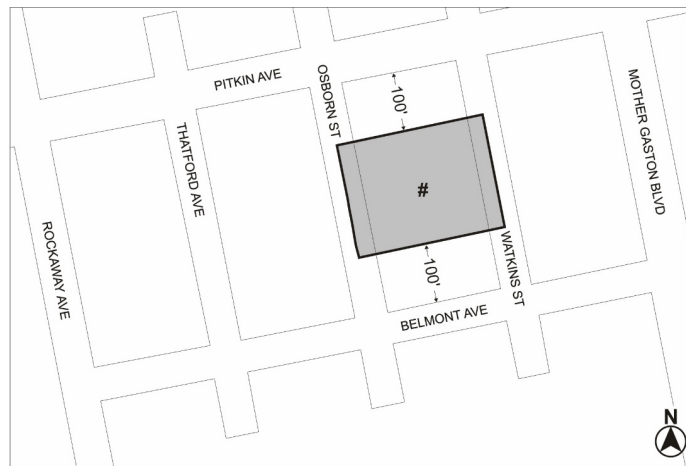 PITKIN AVE
OSBORN ST
100'
MOTHER GASTON BLVD
THATFORD AVE
#
ROCKAWAY AVE
WATKINS ST
100'
BELMONT AVE
N